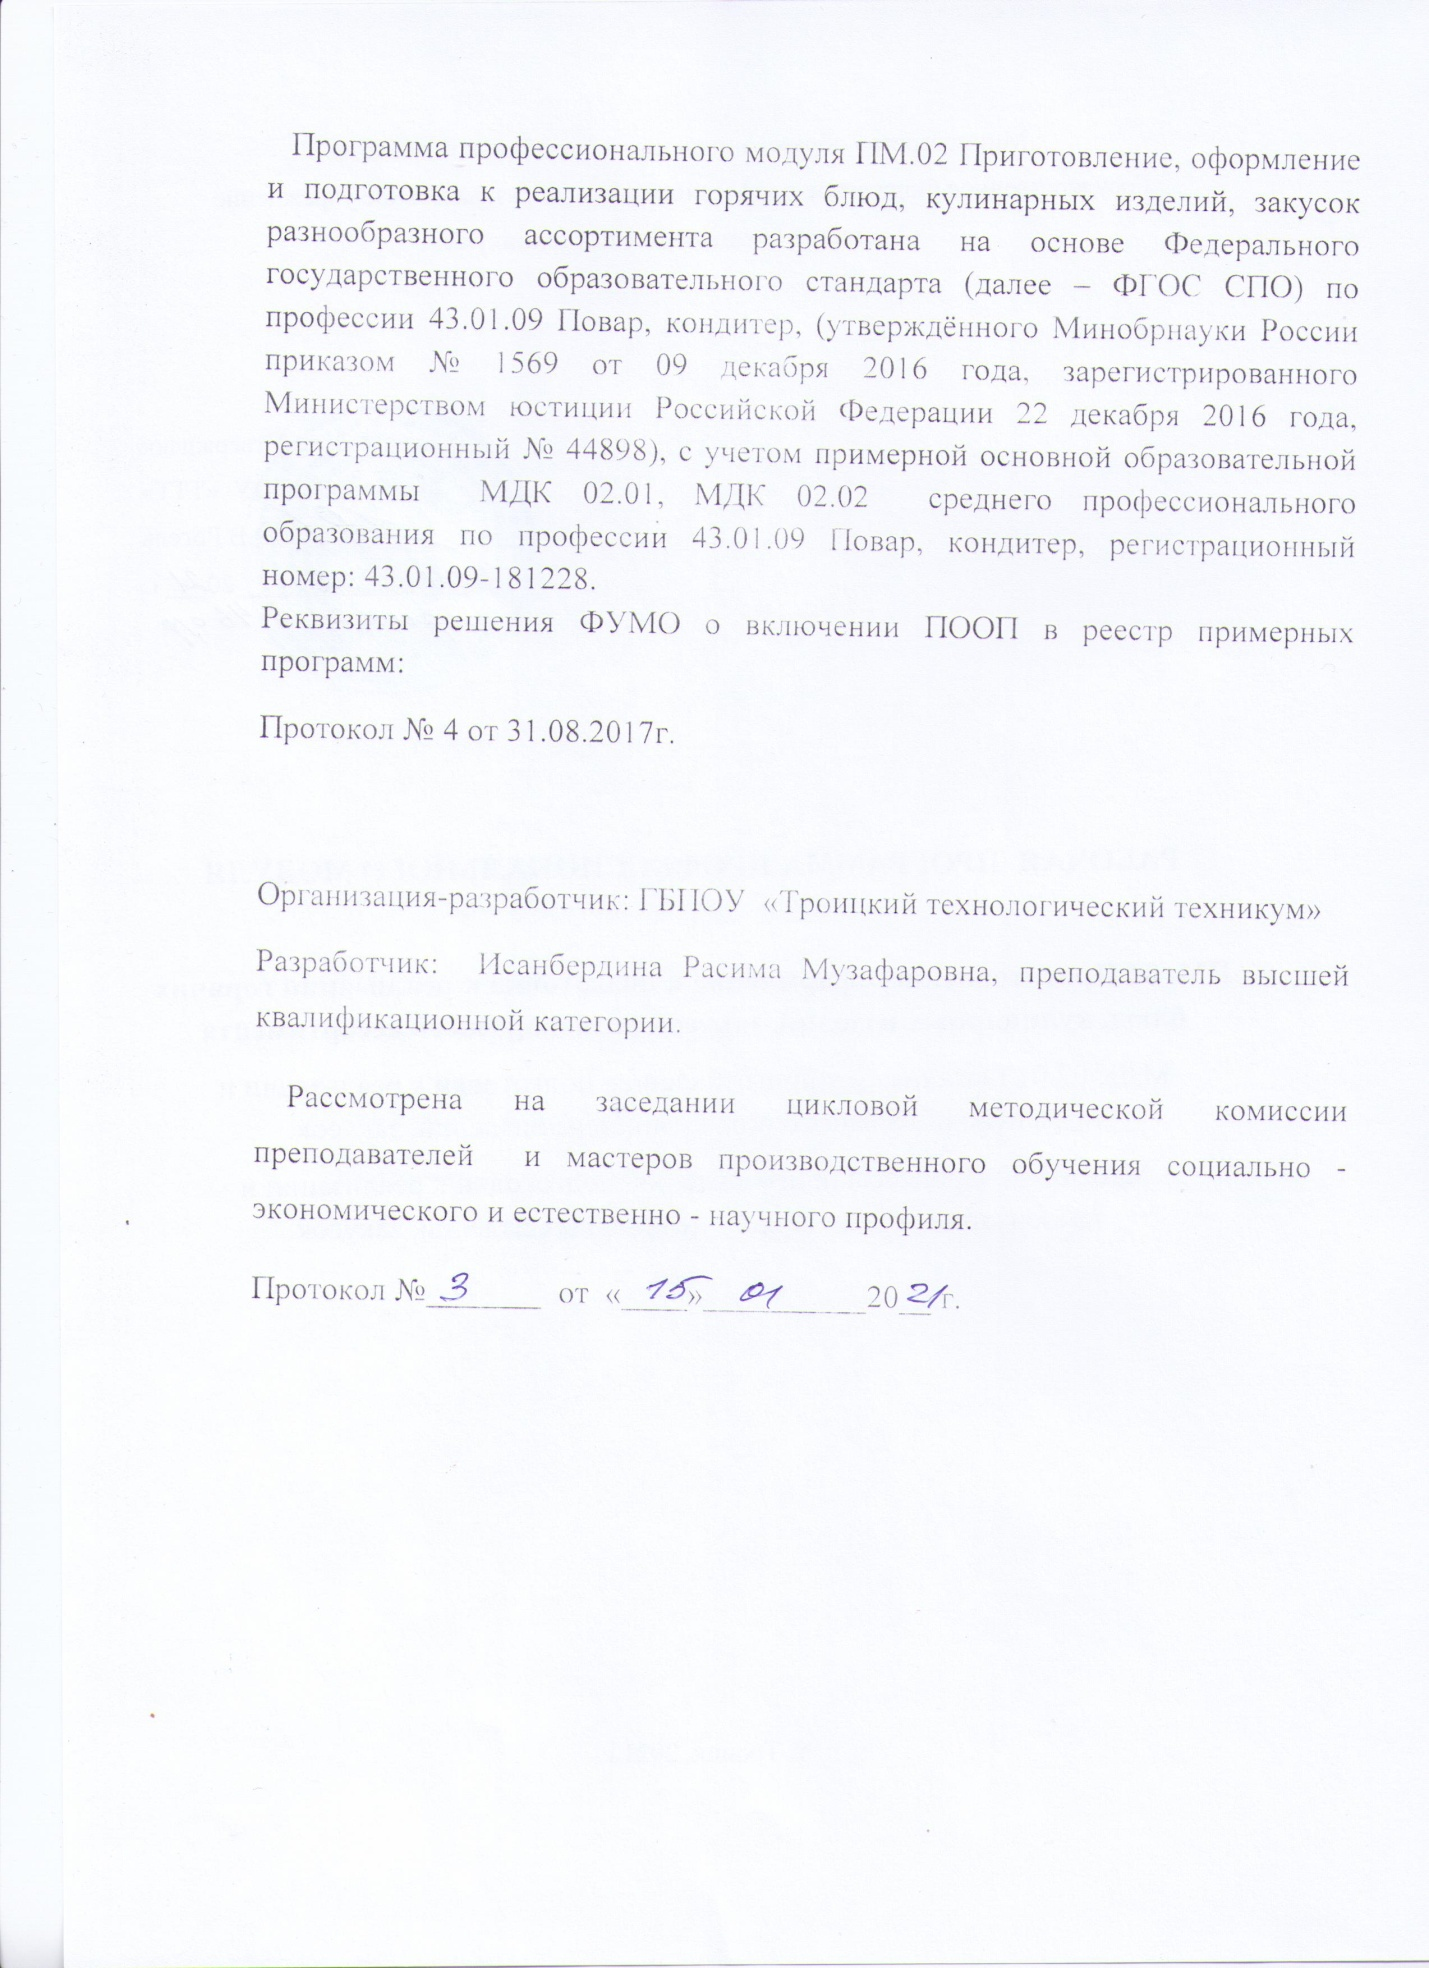 Программа профессионального модуля ПМ.02 Приготовление, оформление
и подготовка к реализации горячих блюд, кулинарных изделий, закусок
разнообразного ассортимента разработана на основе Федерального
государственного образовательного стандарта (далее – ФГОС СПО) по
профессии 43.01.09 Повар, кондитер, (утверждённого Минобрнауки России
приказом № 1569 от 09 декабря 2016 года, зарегистрированного
Министерством юстиции Российской Федерации 22 декабря 2016 года,
регистрационный № 44898), с учетом примерной основной образовательной
программы МДК 02.01, МДК 02.02 среднего профессионального
образования по профессии 43.01.09 Повар, кондитер, регистрационный
номер: 43.01.09-181228.
Реквизиты решения ФУМО о включении ПООП в реестр примерных
программ:
Протокол № 4 от 31.08.2017г.
Организация-разработчик: ГБПОУ «Троицкий технологический техникум»
Разработчик: Исанбердина Расима Музафаровна, преподаватель высшей
квалификационной категории.
Рассмотрена на заседании цикловой методической комиссии
преподавателей и мастеров производственного обучения социально -
экономического и естественно - научного профиля.
Протокол № 3 от «15» 01 2021г.